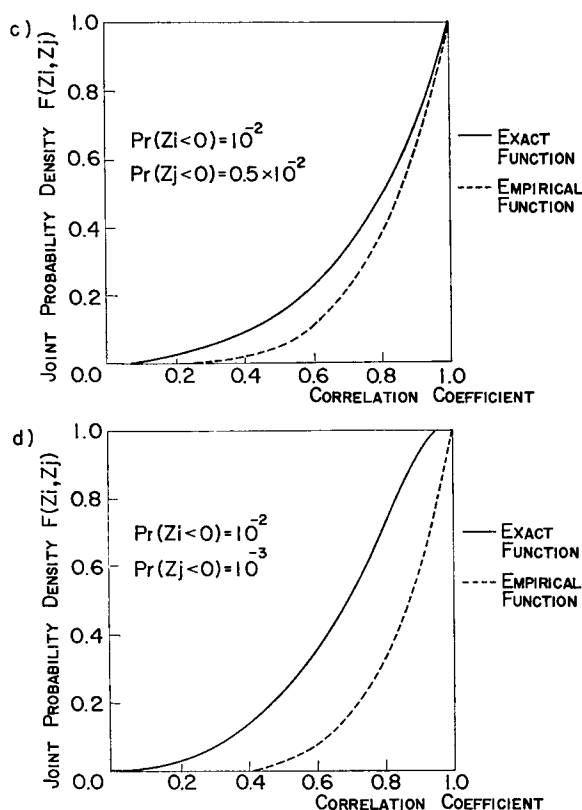 c)
JOINT PROBABILITY DENSITY F(Zi,Zj)
1.0
0.8
0.6
0.4
0.2
0.0
Pr(Zi<0)=10^-2
Pr(Zj<0)=0.5×10^-2
EXACT
FUNCTION
EMPIRICAL
FUNCTION
0.2 0.4 0.6 0.8 1.0
CORRELATION COEFFICIENT
d)
JOINT PROBABILITY DENSITY F(Zi,Zj)
1.0
0.8
0.6
0.4
0.2
0.0
Pr(Zi<0)=10^-2
Pr(Zj<0)=10^-3
EXACT
FUNCTION
EMPIRICAL
FUNCTION
0.2 0.4 0.6 0.8 1.0
CORRELATION COEFFICIENT